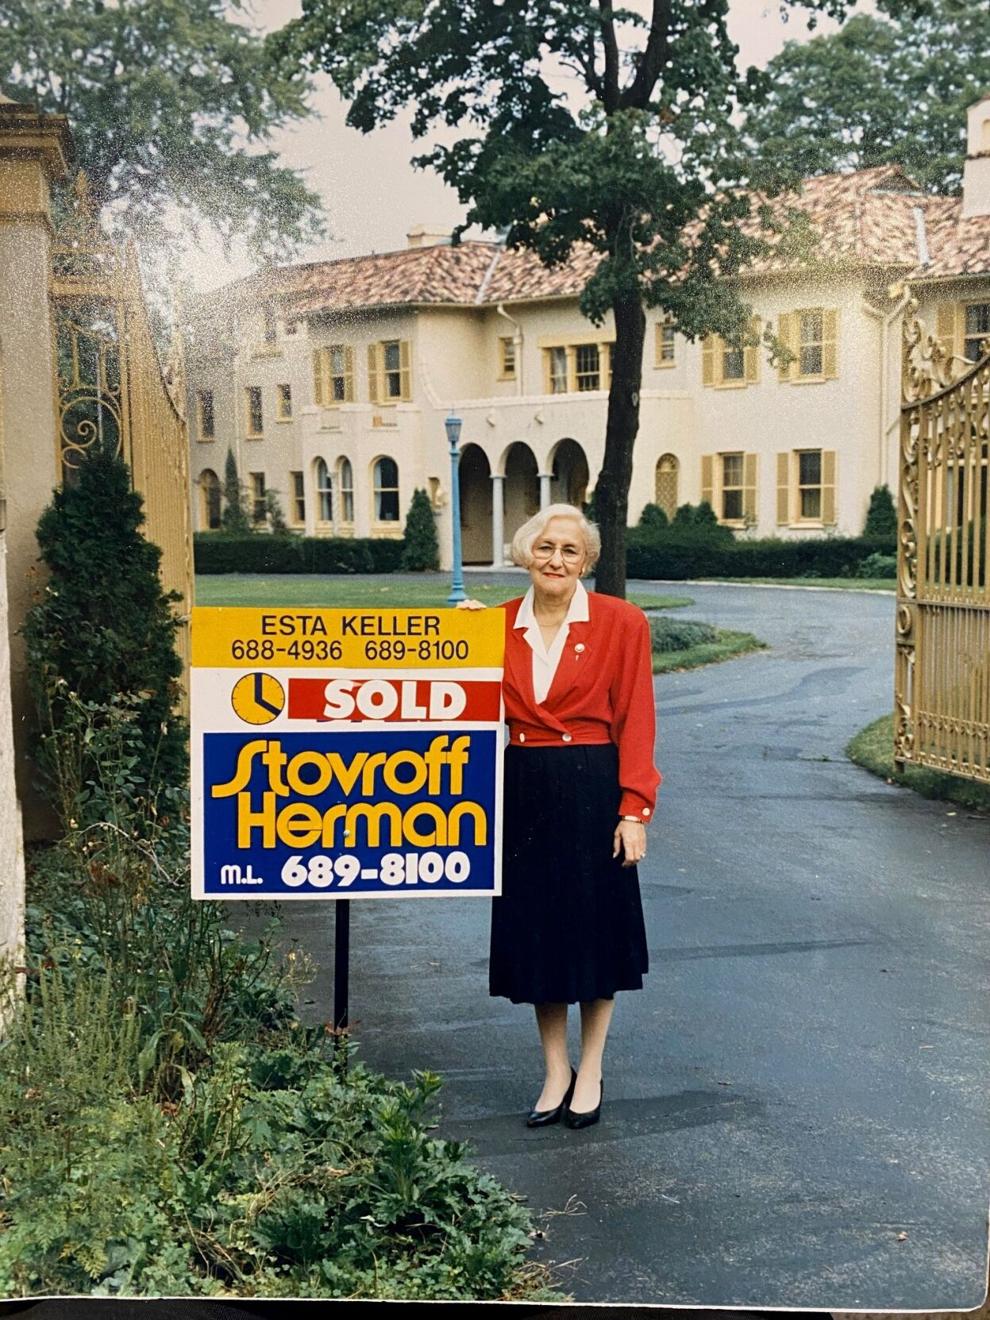 ESTA KELLER
688-4936 689-8100
SOLD
Stovroff
Herman
M.L. 689-8100